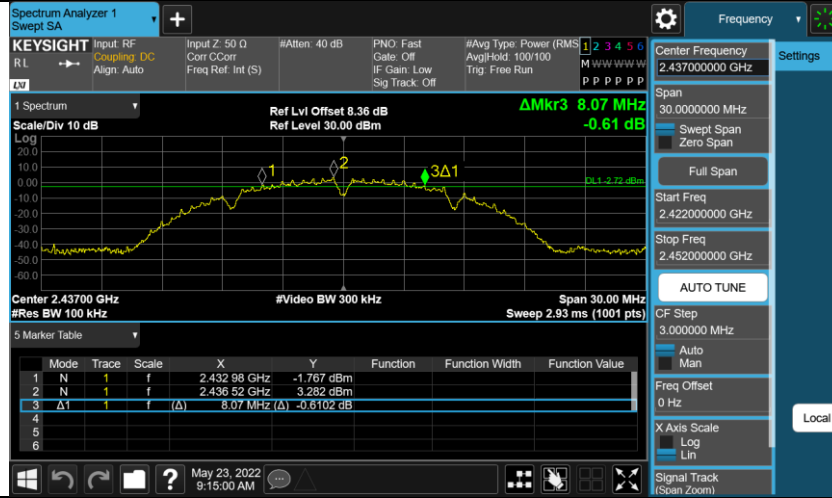 Spectrum Analyzer 1
Swept SA
+
Frequency
KEYSIGHT
RL
LXI
Input: RF
Coupling: DC
Align: Auto
Input Z: 50 Ω
Corr CCorr
Freq Ref: Int (S)
#Atten: 40 dB
PNO: Fast
Gate: Off
IF Gain: Low
Sig Track: Off
#Avg Type: Power (RMS
Avg|Hold: 100/100
Trig: Free Run
1 2 3 4 5 6
M W W W W W
P P P P P P
1 Spectrum
Scale/Div 10 dB
Ref Lvl Offset 8.36 dB
Ref Level 30.00 dBm
ΔMkr3 8.07 MHz
-0.61 dB
Log
20.0
10.0
0.00
-10.0
-20.0
-30.0
-40.0
-50.0
-60.0
1
2
3Δ1
DL1 -2.72 dBm
Center 2.43700 GHz
#Video BW 300 kHz
Span 30.00 MHz
#Res BW 100 kHz
Sweep 2.93 ms (1001 pts)
5 Marker Table
Mode Trace Scale X Y Function Function Width Function Value
1 N 1 f 2.432 98 GHz -1.767 dBm
2 N 1 f 2.436 52 GHz 3.282 dBm
3 Δ1 1 f (Δ) 8.07 MHz (Δ) -0.6102 dB
4
5
6
?
May 23, 2022
9:15:00 AM
Center Frequency
2.437000000 GHz
Settings
Span
30.0000000 MHz
Swept Span
Zero Span
Full Span
Start Freq
2.422000000 GHz
Stop Freq
2.452000000 GHz
AUTO TUNE
CF Step
3.000000 MHz
Auto
Man
Freq Offset
0 Hz
Local
X Axis Scale
Log
Lin
Signal Track
(Span Zoom)